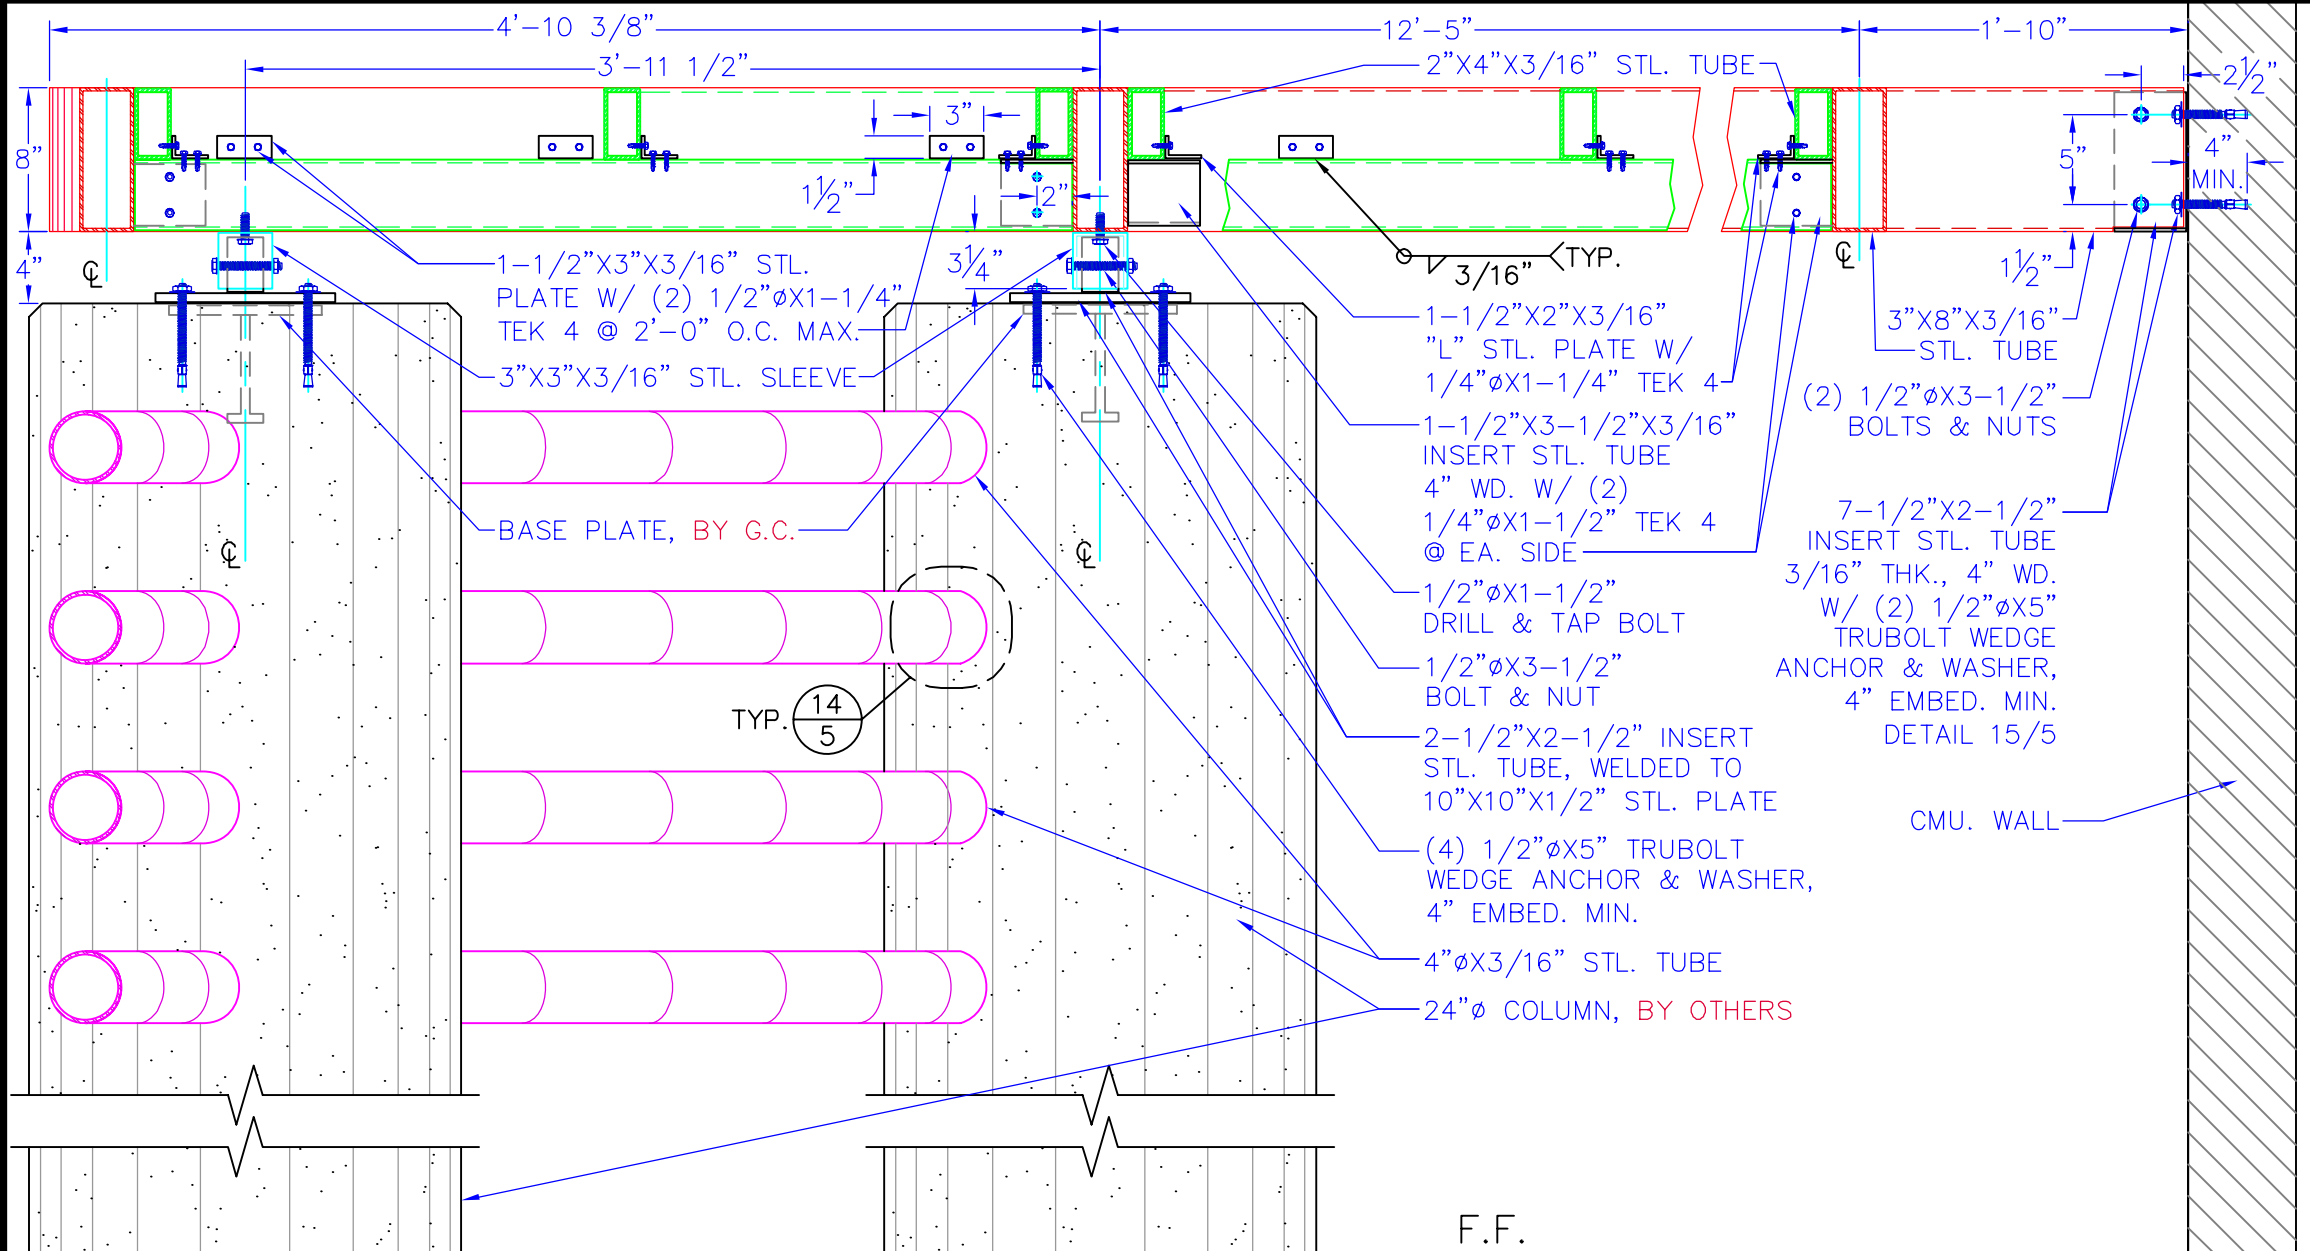 4'-10 3/8"
12'-5"
1'-10"
3'-11 1/2"
2"X4"X3/16" STL. TUBE
2½"
3"
8"
5"
4"
MIN.
1½"
2"
4"
℄
3¼"
3/16"
TYP.
℄
1½"
1-1/2"X3"X3/16" STL.
PLATE W/ (2) 1/2"øX1-1/4"
TEK 4 @ 2'-0" O.C. MAX.
3"X3"X3/16" STL. SLEEVE
BASE PLATE, BY G.C.
℄
℄
TYP.
14
5
1-1/2"X2"X3/16"
"L" STL. PLATE W/
1/4"øX1-1/4" TEK 4
1-1/2"X3-1/2"X3/16"
INSERT STL. TUBE
4" WD. W/ (2)
1/4"øX1-1/2" TEK 4
@ EA. SIDE
1/2"øX1-1/2"
DRILL & TAP BOLT
1/2"øX3-1/2"
BOLT & NUT
2-1/2"X2-1/2" INSERT
STL. TUBE, WELDED TO
10"X10"X1/2" STL. PLATE
(4) 1/2"øX5" TRUBOLT
WEDGE ANCHOR & WASHER,
4" EMBED. MIN.
4"øX3/16" STL. TUBE
24"ø COLUMN, BY OTHERS
3"X8"X3/16"
STL. TUBE
(2) 1/2"øX3-1/2"
BOLTS & NUTS
7-1/2"X2-1/2"
INSERT STL. TUBE
3/16" THK., 4" WD.
W/ (2) 1/2"øX5"
TRUBOLT WEDGE
ANCHOR & WASHER,
4" EMBED. MIN.
DETAIL 15/5
CMU. WALL
F.F.